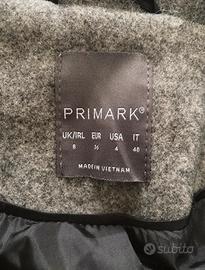 PRIMARK®
UK/IRL EUR USA IT
8 36 4 40
MADE IN VIETNAM
subito